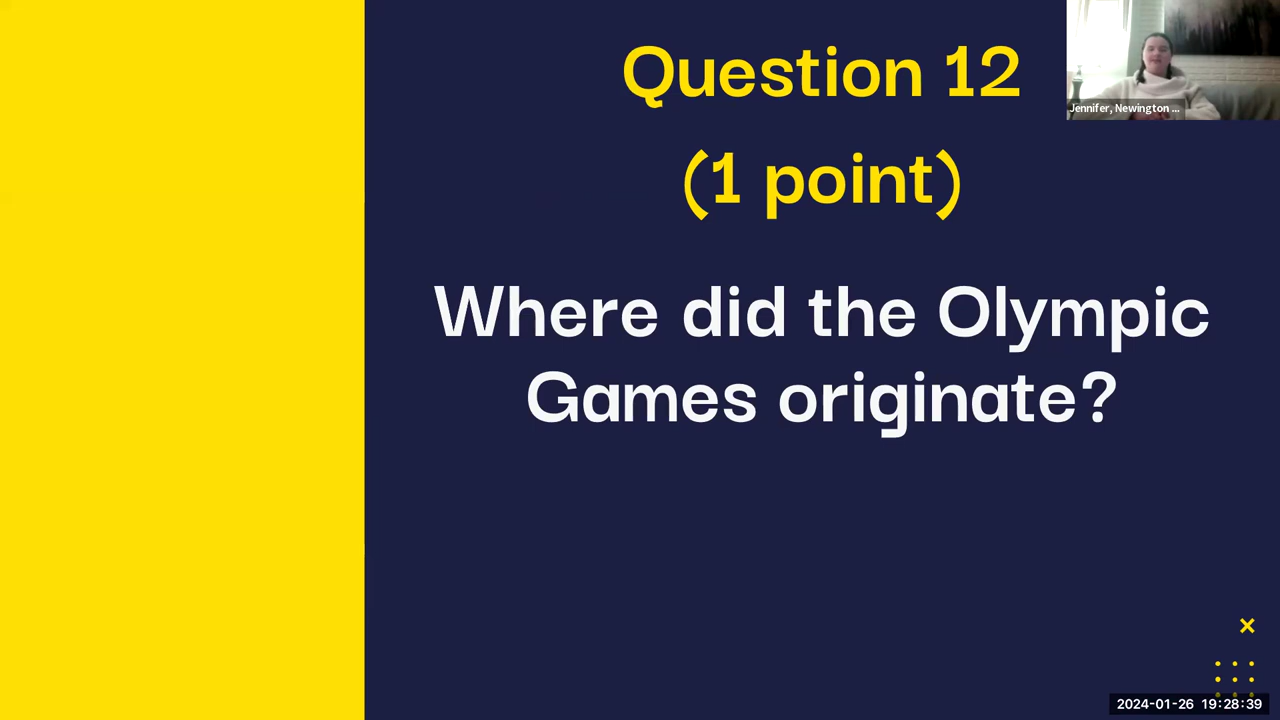 Question 12
(1 point)
Where did the Olympic
Games originate?
Jennifer, Newington ...
2024-01-26 19:28:39